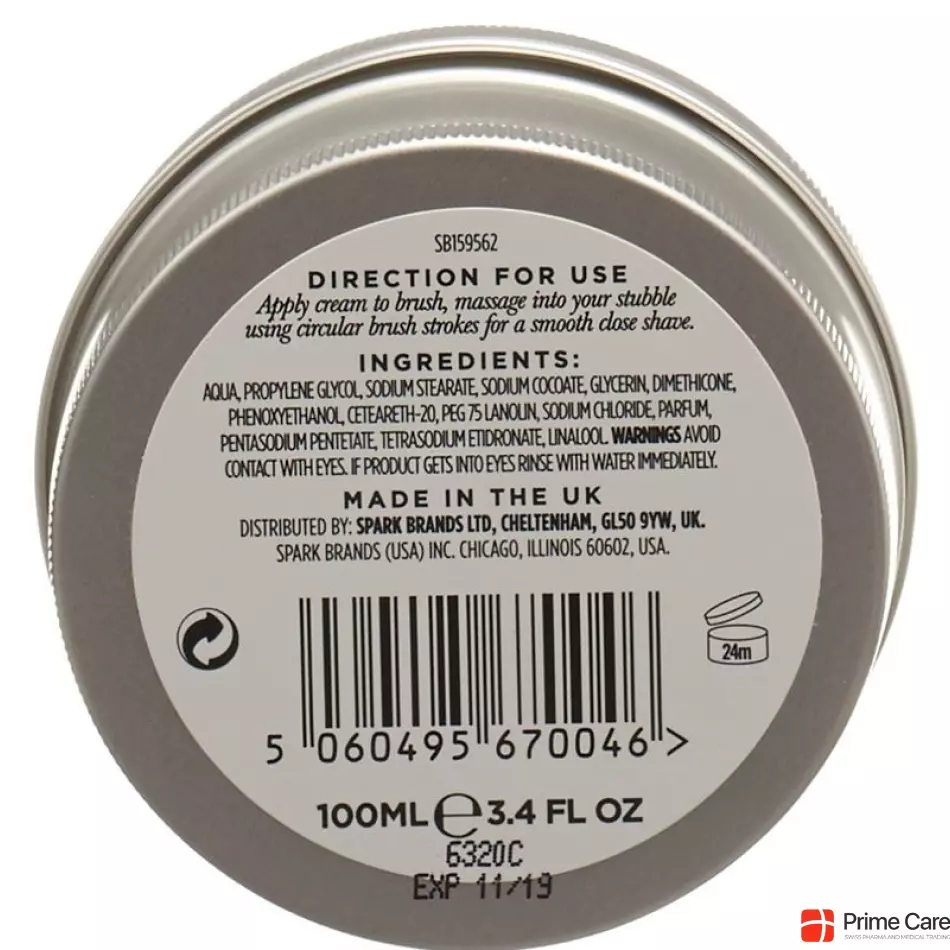 SB159562
DIRECTION FOR USE
Apply cream to brush, massage into your stubble
using circular brush strokes for a smooth close shave.
INGREDIENTS:
AQUA, PROPYLENE GLYCOL, SODIUM STEARATE, SODIUM COCOATE, GLYCERIN, DIMETHICONE,
PHENOXYETHANOL, CETEARETH-20, PEG 75 LANOLIN, SODIUM CHLORIDE, PARFUM,
PENTASODIUM PENTETATE, TETRASODIUM ETIDRONATE, LINALOOL. WARNINGS AVOID
CONTACT WITH EYES. IF PRODUCT GETS INTO EYES RINSE WITH WATER IMMEDIATELY.
MADE IN THE UK
DISTRIBUTED BY: SPARK BRANDS LTD, CHELTENHAM, GL50 9YW, UK.
SPARK BRANDS (USA) INC. CHICAGO, ILLINOIS 60602, USA.
24m
5 060495 670046 >
100ML e 3.4 FL OZ
6320C
EXP 11/19
Prime Care
SWISS PHARMA AND MEDICAL TRADING